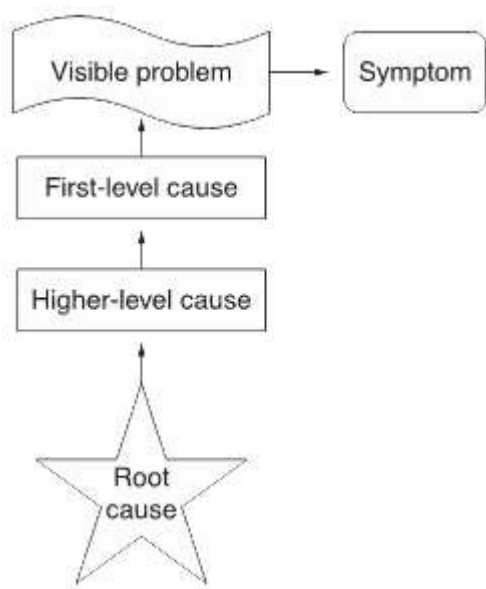 Visible problem
Symptom
First-level cause
Higher-level cause
Root
cause